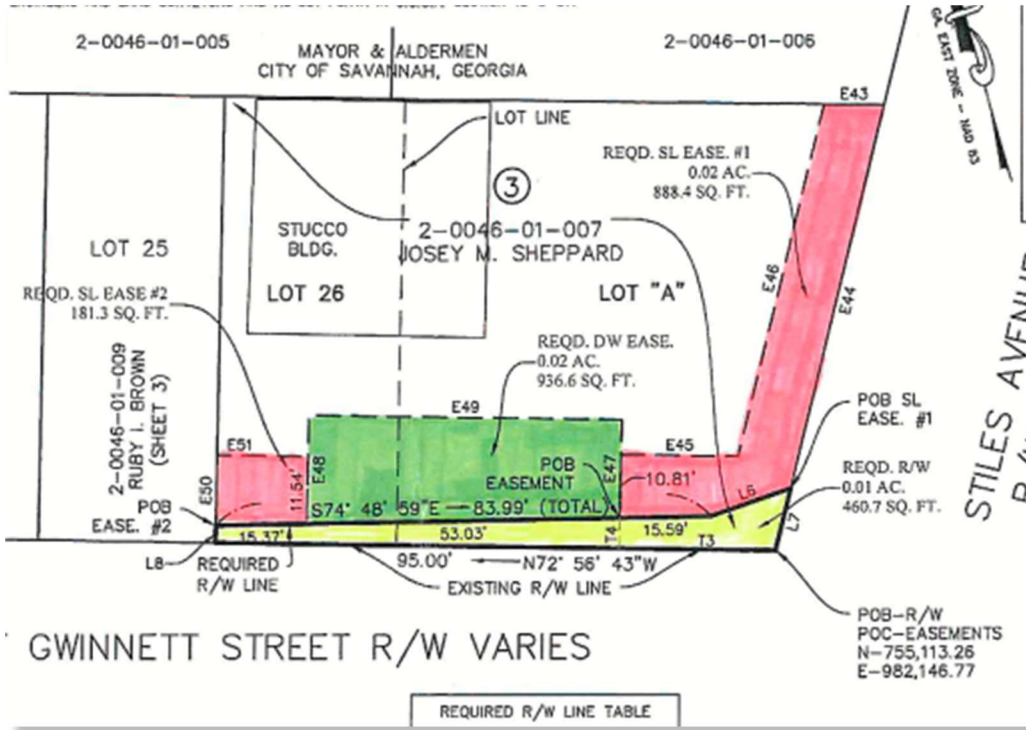 2-0046-01-005
MAYOR & ALDERMEN
CITY OF SAVANNAH, GEORGIA
2-0046-01-006
GA. EAST ZONE - NAD 83
E43
LOT LINE
REQD. SL EASE. #1
0.02 AC.
888.4 SQ. FT.
3
STUCCO
BLDG.
2-0046-01-007
JOSEY M. SHEPPARD
LOT 25
LOT 26
LOT "A"
E46
E44
REQD. SL EASE #2
181.3 SQ. FT.
REQD. DW EASE.
0.02 AC.
936.6 SQ. FT.
2-0046-01-009
RUBY I. BROWN
(SHEET 3)
STILES AVENUE
POB SL
EASE. #1
E49
E51
E45
E50
11.54'
E48
POB
EASEMENT
E47
10.81'
REQD. R/W
0.01 AC.
460.7 SQ. FT.
L6
L7
POB
EASE. #2
S74° 48' 59"E — 83.99' (TOTAL)
15.37'
53.03'
T4
15.59'
T3
L8
REQUIRED
R/W LINE
95.00'
N72° 56' 43"W
EXISTING R/W LINE
POB-R/W
POC-EASEMENTS
N-755,113.26
E-982,146.77
GWINNETT STREET R/W VARIES
REQUIRED R/W LINE TABLE